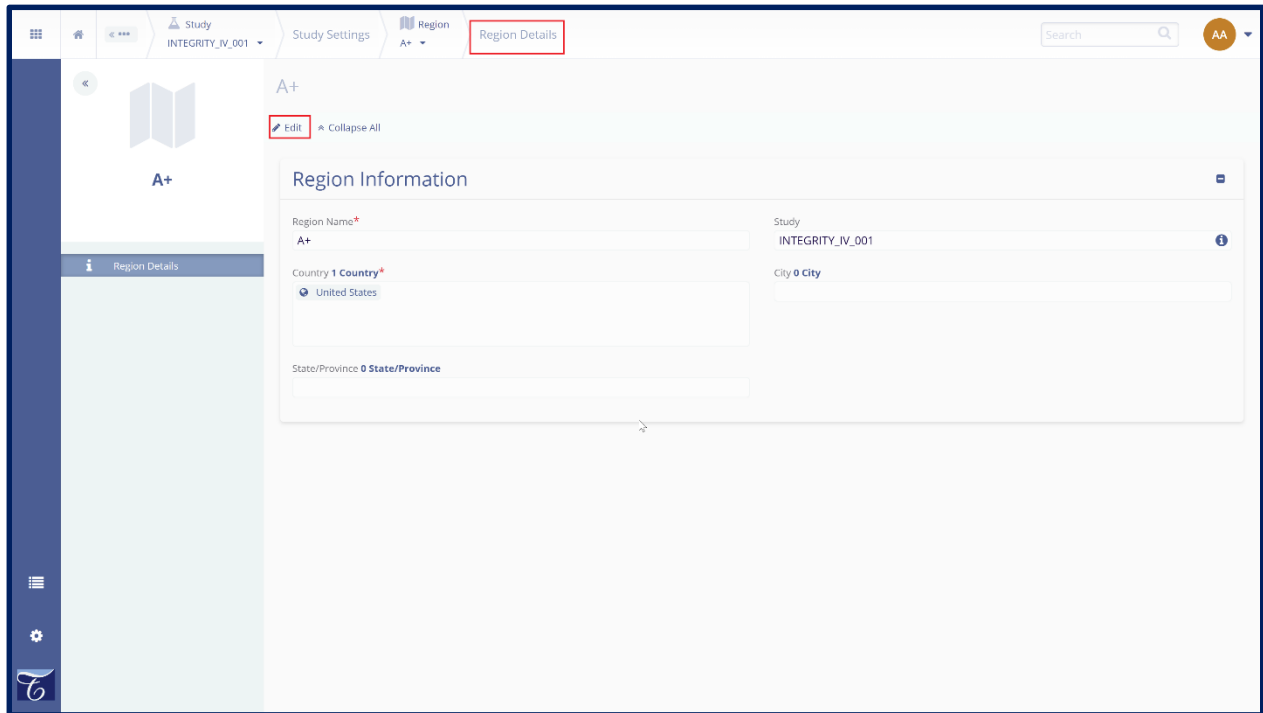 Study
INTEGRITY_IV_001
Study Settings
Region
A+
Region Details
Search
AA
A+
Edit
Collapse All
A+
Region Information
Region Name*
A+
Study
INTEGRITY_IV_001
Region Details
Country 1 Country*
United States
City 0 City
State/Province 0 State/Province